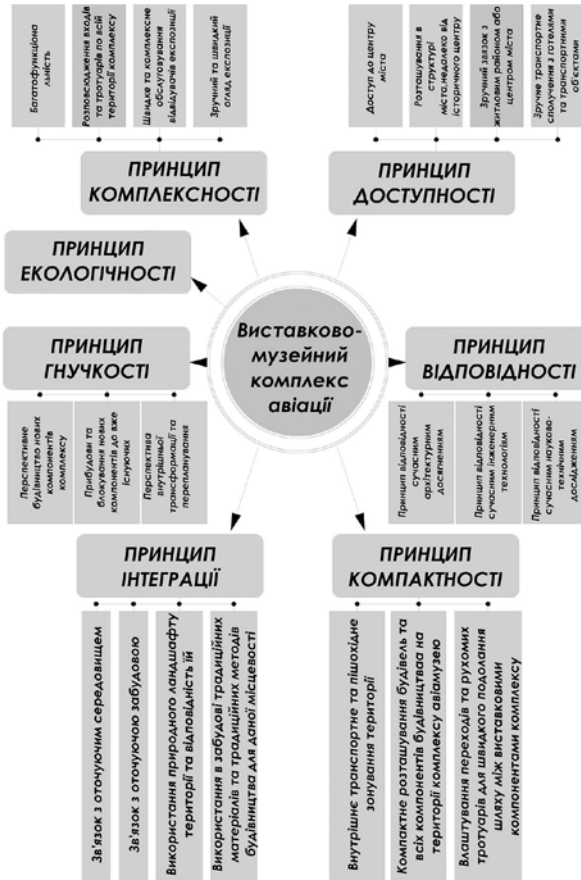 Багатофункціона
льність
Розповсюдження входів
та тротуарів по всій
території комплексу
Швидке та комплексне
обслуговування
відвідувачів експозиції
Зручний та швидкий
огляд експозиції
Доступ до центру
міста
Розташування в
структурі
міста,недалеко від
історичного центру
Зручний звязок з
житловим районом або
центром міста
Зручне транспортне
сполучення з готелями
та транспортними
об'єктами
ПРИНЦИП
КОМПЛЕКСНОСТІ
ПРИНЦИП
ДОСТУПНОСТІ
ПРИНЦИП
ЕКОЛОГІЧНОСТІ
Виставково-
музейний
комплекс
авіації
ПРИНЦИП
ГНУЧКОСТІ
ПРИНЦИП
ВІДПОВІДНОСТІ
Перспективне
будівництво нових
компонентів
комплексу
Прибудови та
блокування нових
компонентів до вже
існуючих
Перспектива
внутрішньої
трансформації та
перепланування
Принцип відповідності
сучасним
архітектурним
досягненням
Принцип відповідності
сучасним інженерним
технологіям
Принцип відповідності
сучасним науково-
технічним
дослідженням
ПРИНЦИП
ІНТЕГРАЦІЇ
ПРИНЦИП
КОМПАКТНОСТІ
Зв'язок з оточуючим середовищем
Зв'язок з оточуючою забудовою
Використання природного ландшафту
території та відповідність їй
Використання в забудові традиційних
матеріалів та традиційних методів
будівництва для даної місцевості
Внутрішнє транспортне та пішохідне
зонування території
Компактне розташування будівель та
всіх компонентів будівництваа на
території комплексу авіамузею
Влаштування переходів та рухомих
тротуарів для швидкого подолання
шляху між виставковими
компонентами комплексу